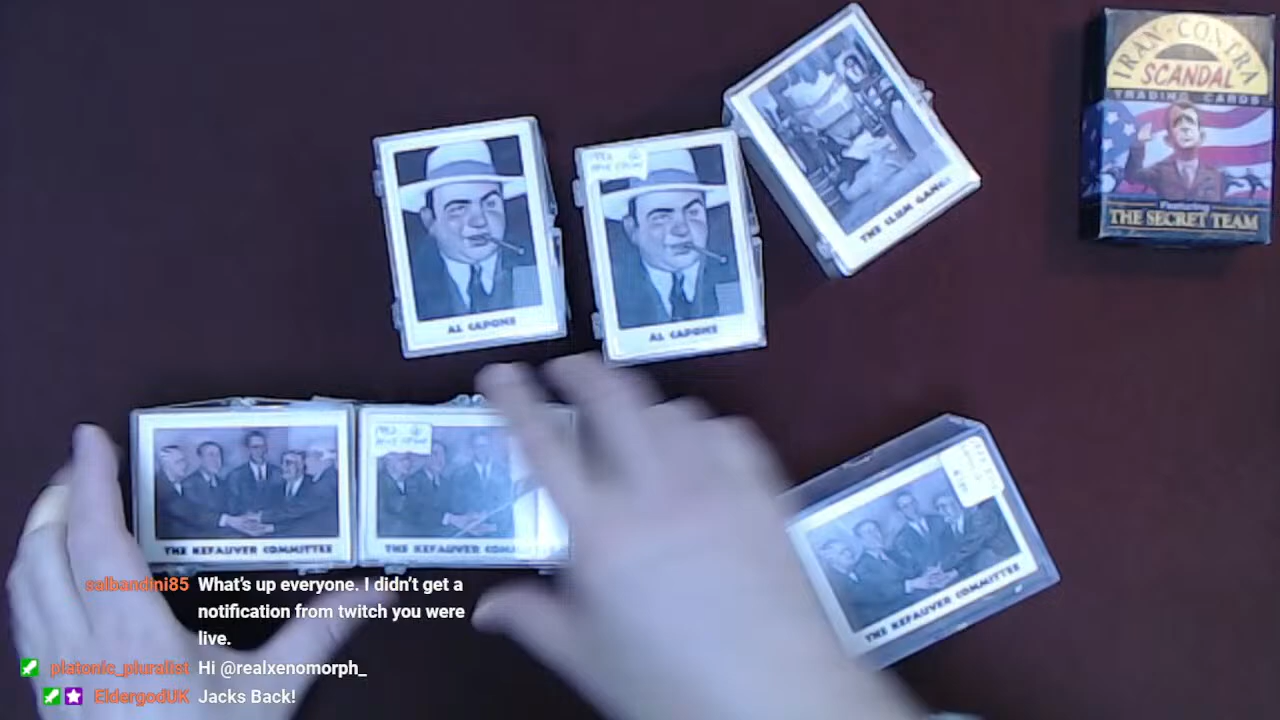 IRAN-CONTRA
SCANDAL
TRADING CARDS
Featuring
THE SECRET TEAM
THE SLIM GANG
AL CAPONE
AL CAPONE
THE KEFAUVER COMMITTEE
THE KEFAUVER COMMITTEE
THE KEFAUVER COMMITTEE
salbandini85 What's up everyone. I didn't get a
notification from twitch you were
live.
platonic_pluralist Hi @realxenomorph_
EldergodUK Jacks Back!